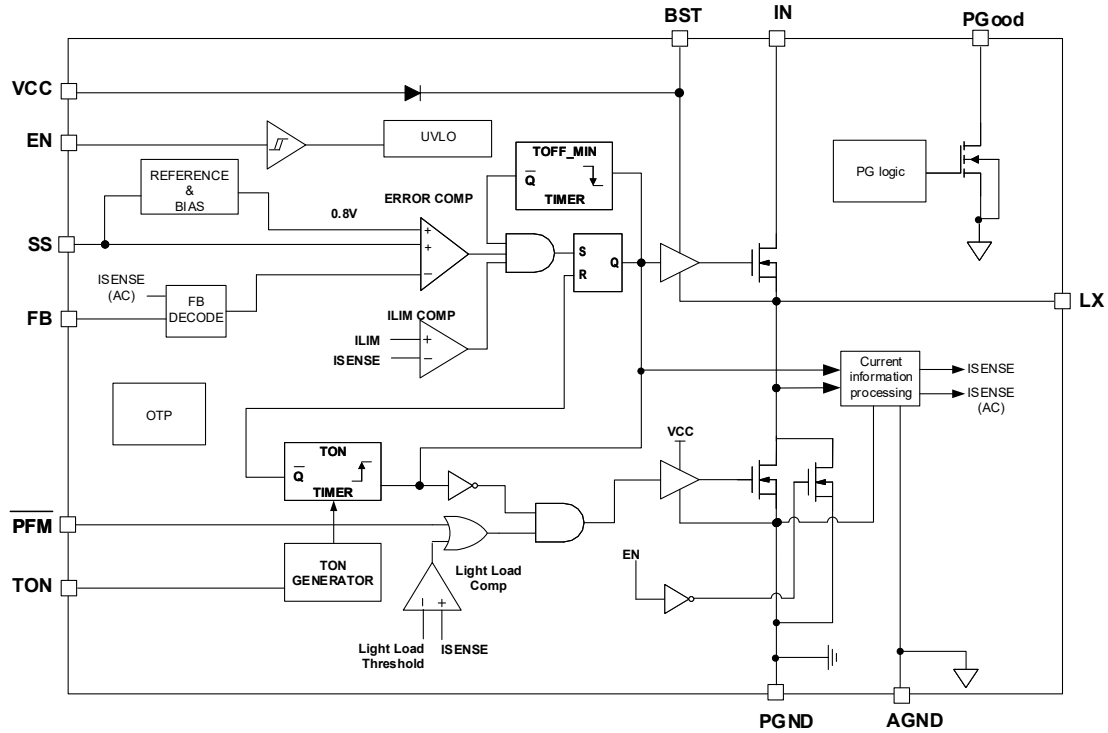 BST
IN
PGood
VCC
EN
UVLO
TOFF_MIN
Q
TIMER
PG logic
REFERENCE
&
BIAS
0.8V
ERROR COMP
+
+
−
SS
S
R
Q
ISENSE
(AC)
FB
DECODE
FB
ILIM COMP
ILIM
ISENSE
+
−
LX
Current
information
processing
ISENSE
ISENSE
(AC)
OTP
TON
Q
TIMER
VCC
PFM
TON
TON
GENERATOR
Light Load
Comp
− +
EN
Light Load
Threshold
ISENSE
PGND
AGND